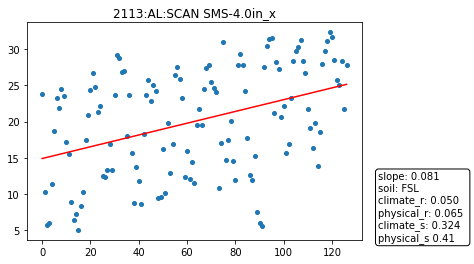 2113:AL:SCAN SMS-4.0in_x
30
25
20
15
10
5
0 20 40 60 80 100 120
slope: 0.081
soil: FSL
climate_r: 0.050
physical_r: 0.065
climate_s: 0.324
physical_s 0.41